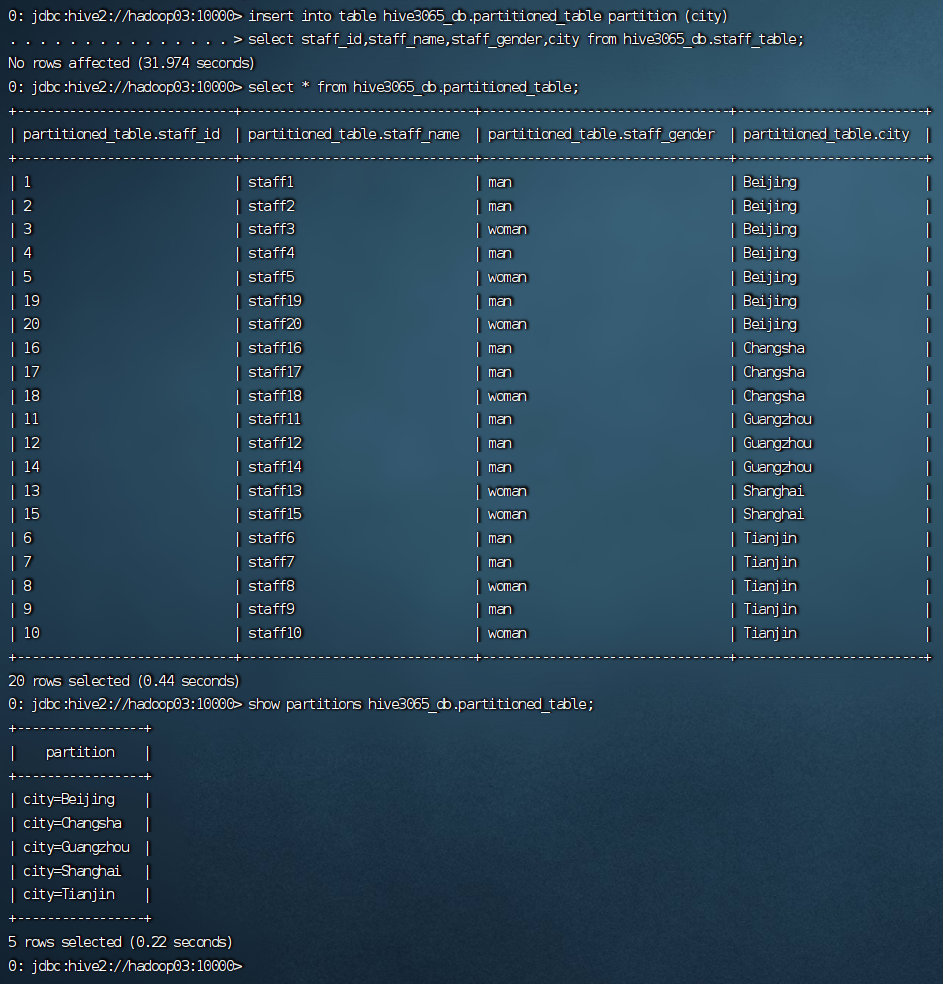 0: jdbc:hive2://hadoop03:10000> insert into table hive3065_db.partitioned_table partition (city)
. . . . . . . . . . . . . . . > select staff_id,staff_name,staff_gender,city from hive3065_db.staff_table;
No rows affected (31.974 seconds)
0: jdbc:hive2://hadoop03:10000> select * from hive3065_db.partitioned_table;
+-----------------------------+-------------------------------+---------------------------------+-------------------------+
| partitioned_table.staff_id | partitioned_table.staff_name | partitioned_table.staff_gender | partitioned_table.city |
+-----------------------------+-------------------------------+---------------------------------+-------------------------+
| 1 | staff1 | man | Beijing |
| 2 | staff2 | man | Beijing |
| 3 | staff3 | woman | Beijing |
| 4 | staff4 | man | Beijing |
| 5 | staff5 | woman | Beijing |
| 19 | staff19 | man | Beijing |
| 20 | staff20 | woman | Beijing |
| 16 | staff16 | man | Changsha |
| 17 | staff17 | man | Changsha |
| 18 | staff18 | woman | Changsha |
| 11 | staff11 | man | Guangzhou |
| 12 | staff12 | man | Guangzhou |
| 14 | staff14 | man | Guangzhou |
| 13 | staff13 | woman | Shanghai |
| 15 | staff15 | woman | Shanghai |
| 6 | staff6 | man | Tianjin |
| 7 | staff7 | man | Tianjin |
| 8 | staff8 | woman | Tianjin |
| 9 | staff9 | man | Tianjin |
| 10 | staff10 | woman | Tianjin |
+-----------------------------+-------------------------------+---------------------------------+-------------------------+
20 rows selected (0.44 seconds)
0: jdbc:hive2://hadoop03:10000> show partitions hive3065_db.partitioned_table;
+-----------------+
| partition |
+-----------------+
| city=Beijing |
| city=Changsha |
| city=Guangzhou |
| city=Shanghai |
| city=Tianjin |
+-----------------+
5 rows selected (0.22 seconds)
0: jdbc:hive2://hadoop03:10000>